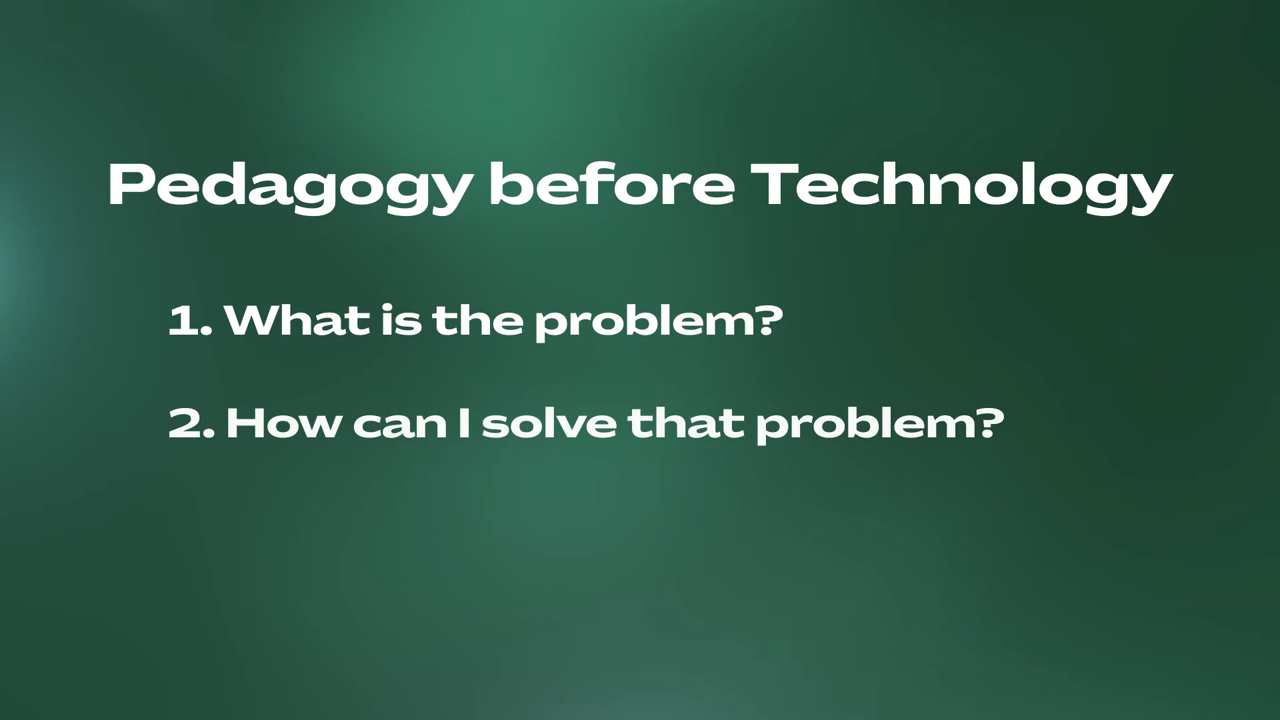 Pedagogy before Technology
1. What is the problem?
2. How can I solve that problem?